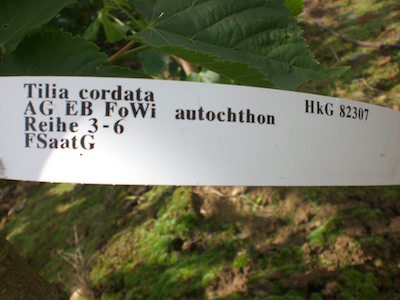 Tilia cordata
AG EB FoWi autochthon HkG 82307
Reihe 3-6
FSaatG